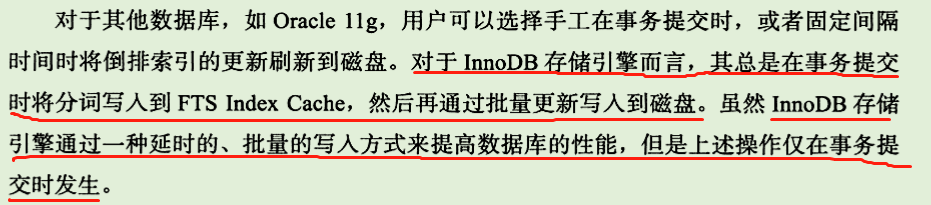 对于其他数据库，如 Oracle 11g，用户可以选择手工在事务提交时，或者固定间隔
时间时将倒排索引的更新刷新到磁盘。对于 InnoDB 存储引擎而言，其总是在事务提交
时将分词写入到 FTS Index Cache，然后再通过批量更新写入到磁盘。虽然 InnoDB 存储
引擎通过一种延时的、批量的写入方式来提高数据库的性能，但是上述操作仅在事务提
交时发生。